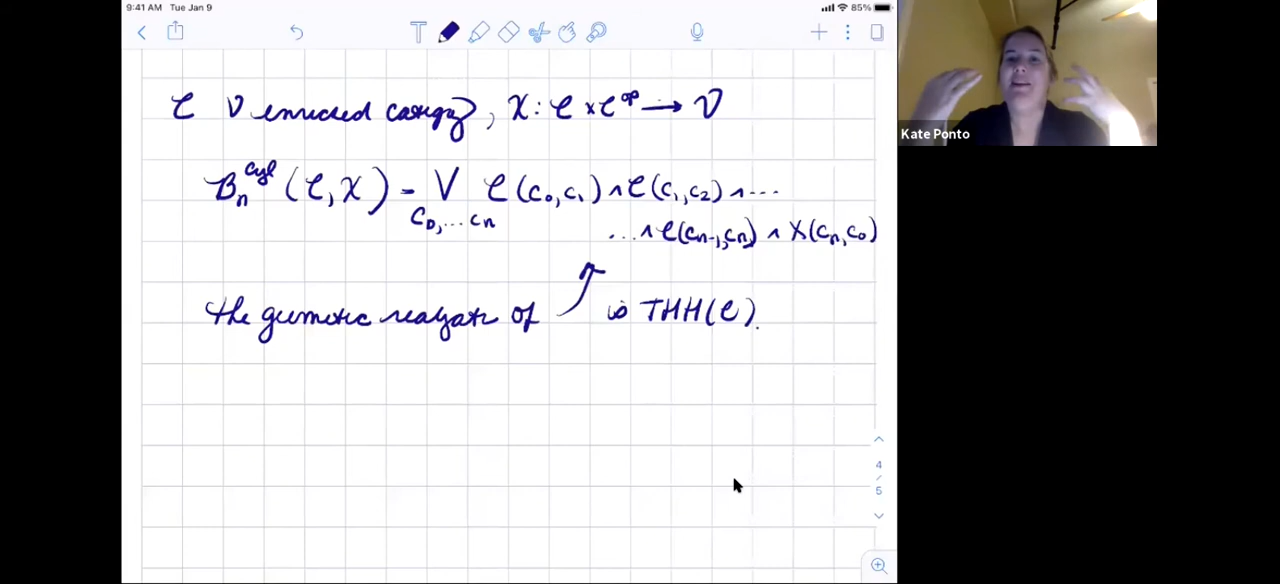 9:41 AM Tue Jan 9
85%
C V enriched category, X : C × C^op → V
B_n^cyc (C, X) = ⋁_{C_0, ... C_n} C(C_0, C_1) ∧ C(C_1, C_2) ∧ ...
... ∧ C(C_{n-1}, C_n) ∧ X(C_n, C_0)
the geometric realization of ↗ is THH(C).
Kate Ponto
4
/
5